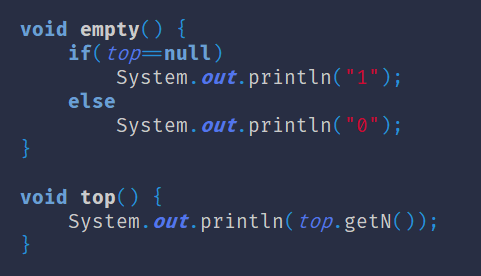 void empty() {
    if(top==null)
        System.out.println("1");
    else
        System.out.println("0");
}

void top() {
    System.out.println(top.getN());
}